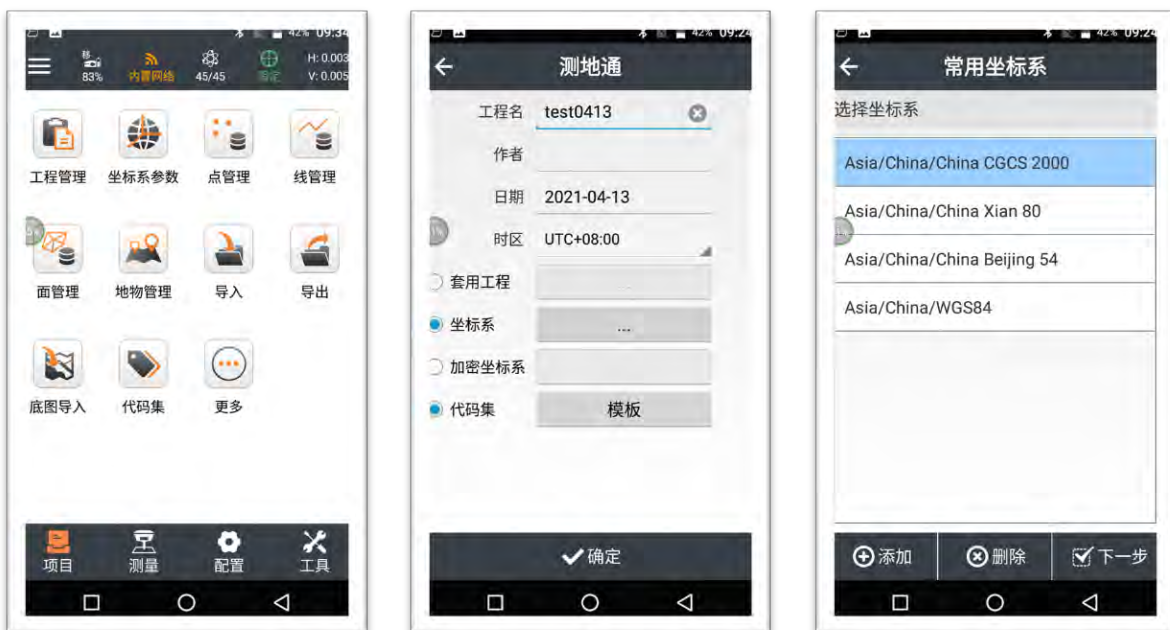 42% 09:34
移
83%
内置网络
45/45
固定
H: 0.003
V: 0.005
工程管理 坐标系参数 点管理 线管理
面管理 地物管理 导入 导出
底图导入 代码集 更多
项目 测量 配置 工具
42% 09:24
测地通
工程名 test0413
作者
日期 2021-04-13
时区 UTC+08:00
套用工程
坐标系 ...
加密坐标系
代码集 模板
确定
42% 09:24
常用坐标系
选择坐标系
Asia/China/China CGCS 2000
Asia/China/China Xian 80
Asia/China/China Beijing 54
Asia/China/WGS84
添加 删除 下一步